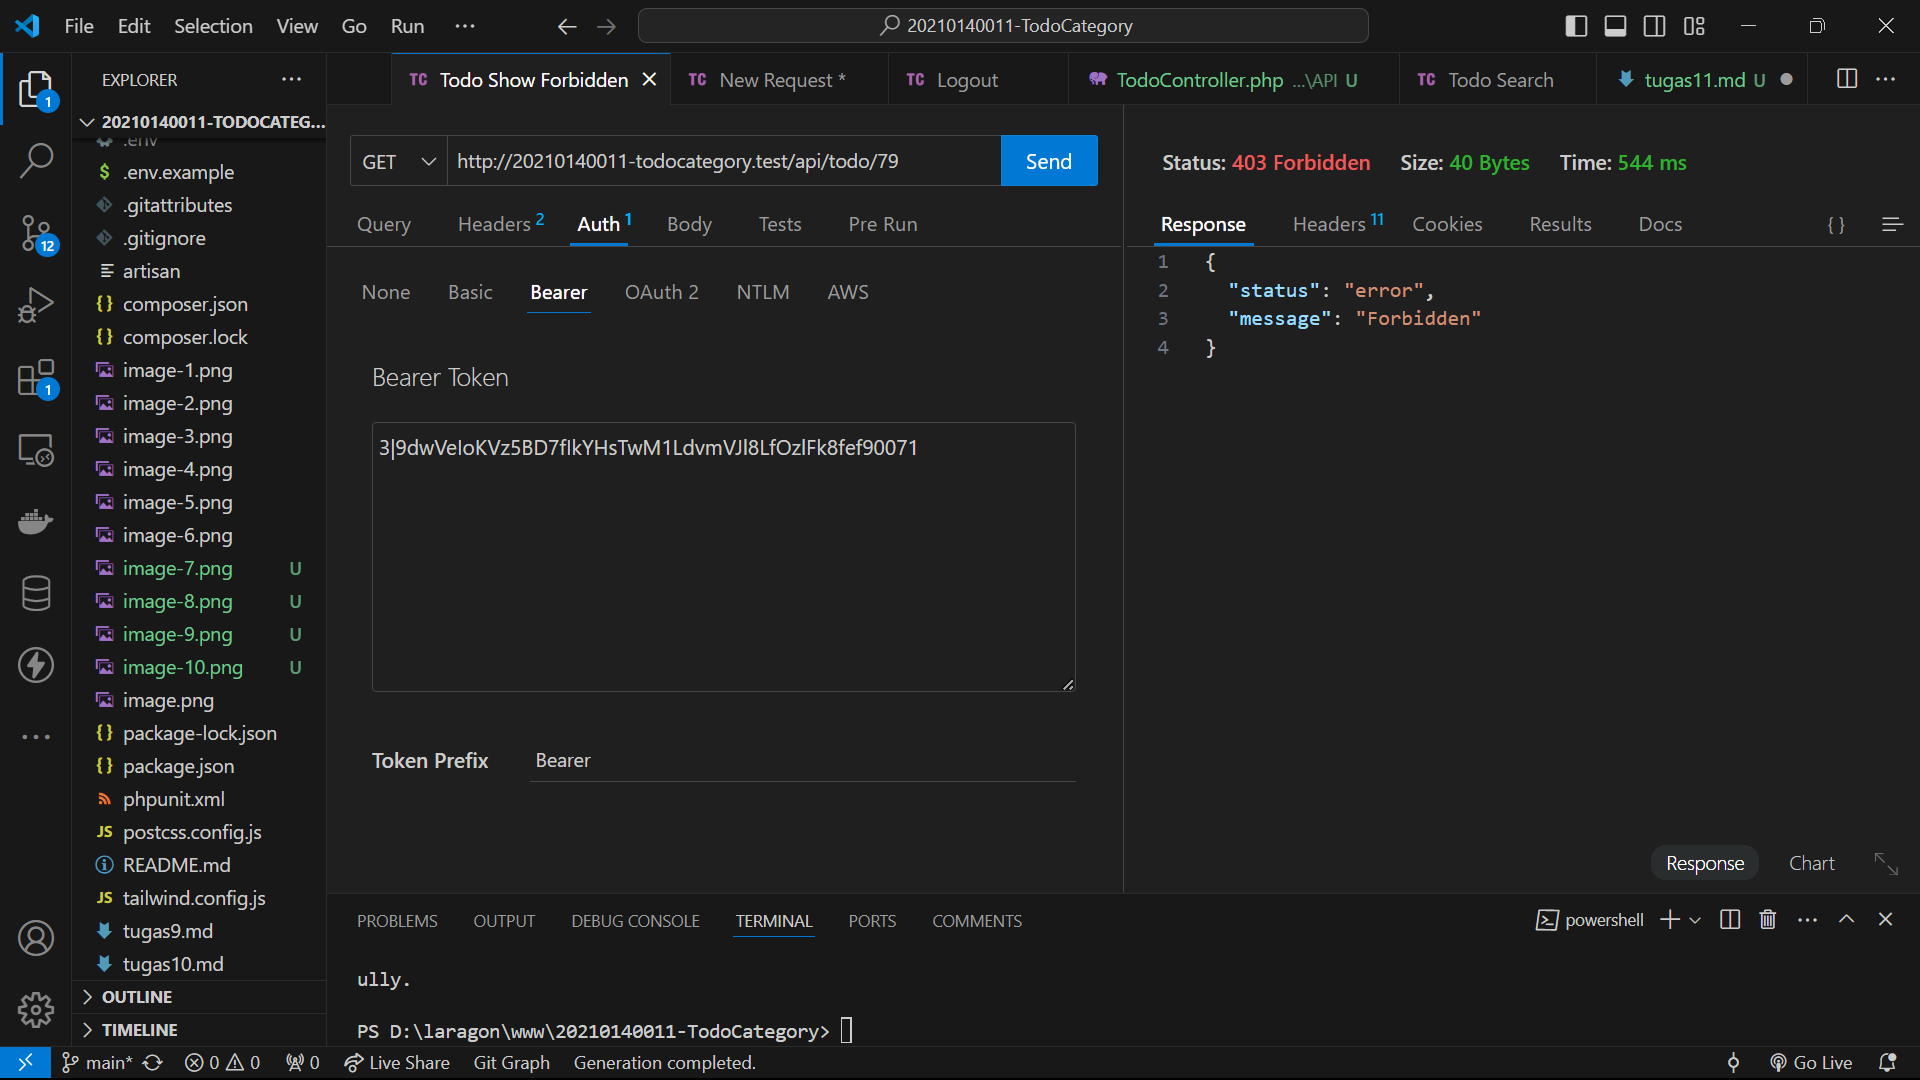 File Edit Selection View Go Run ···
20210140011-TodoCategory
EXPLORER ···
TC Todo Show Forbidden
TC New Request *
TC Logout
TodoController.php ...\API U
TC Todo Search
tugas11.md U
20210140011-TODOCATEG...
.env
$ .env.example
.gitattributes
.gitignore
artisan
{} composer.json
{} composer.lock
image-1.png
image-2.png
image-3.png
image-4.png
image-5.png
image-6.png
image-7.png U
image-8.png U
image-9.png U
image-10.png U
image.png
{} package-lock.json
{} package.json
phpunit.xml
JS postcss.config.js
README.md
JS tailwind.config.js
tugas9.md
tugas10.md
OUTLINE
TIMELINE
1
12
1
GET http://20210140011-todocategory.test/api/todo/79 Send
Query Headers 2 Auth 1 Body Tests Pre Run
None Basic Bearer OAuth 2 NTLM AWS
Bearer Token
3|9dwVeIoKVz5BD7fIkYHsTwM1LdvmVJl8LfOzlFk8fef90071
Token Prefix Bearer
Status: 403 Forbidden Size: 40 Bytes Time: 544 ms
Response Headers 11 Cookies Results Docs { }
1 {
2 "status": "error",
3 "message": "Forbidden"
4 }
Response Chart
PROBLEMS OUTPUT DEBUG CONSOLE TERMINAL PORTS COMMENTS
powershell
ully.
PS D:\laragon\www\20210140011-TodoCategory>
main* 0 0 0 Live Share Git Graph Generation completed.
Go Live